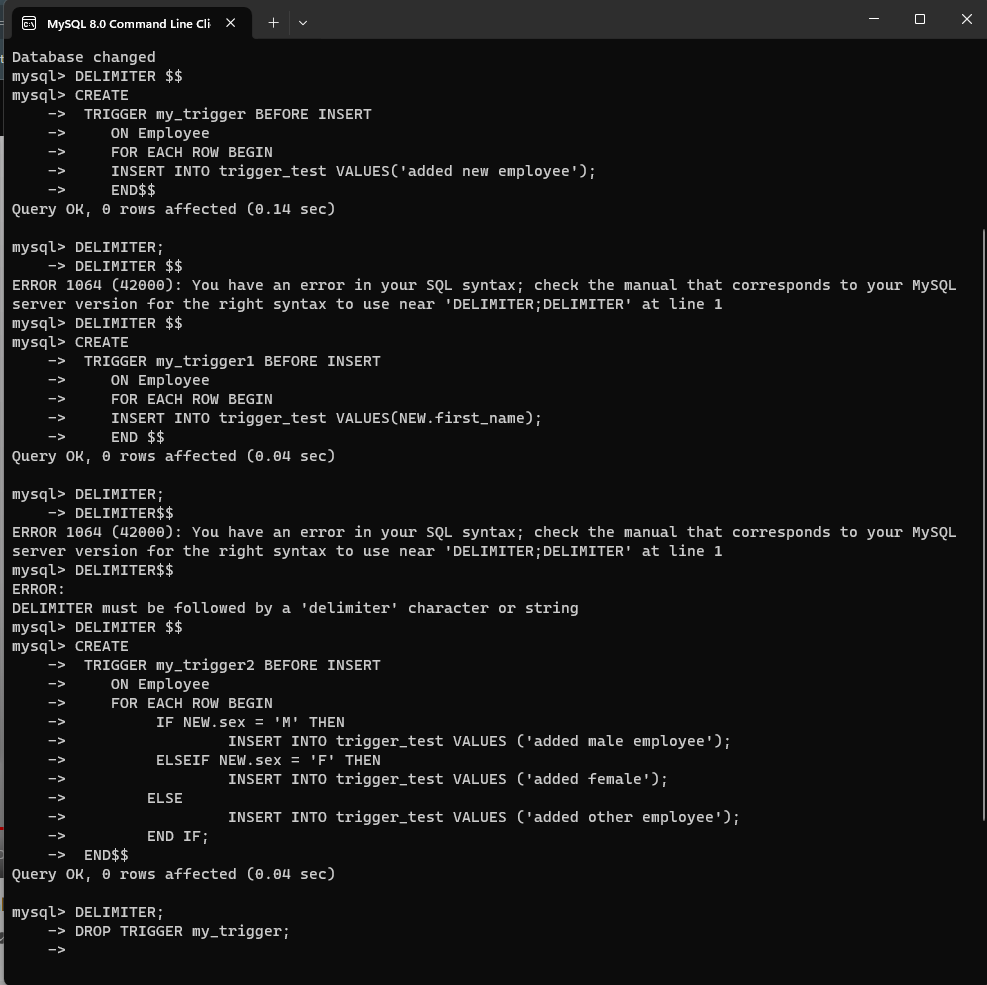 MySQL 8.0 Command Line Cli
Database changed
mysql> DELIMITER $$
mysql> CREATE
    ->  TRIGGER my_trigger BEFORE INSERT
    ->     ON Employee
    ->     FOR EACH ROW BEGIN
    ->     INSERT INTO trigger_test VALUES('added new employee');
    ->     END$$
Query OK, 0 rows affected (0.14 sec)
mysql> DELIMITER;
    -> DELIMITER $$
ERROR 1064 (42000): You have an error in your SQL syntax; check the manual that corresponds to your MySQL
server version for the right syntax to use near 'DELIMITER;DELIMITER' at line 1
mysql> DELIMITER $$
mysql> CREATE
    ->  TRIGGER my_trigger1 BEFORE INSERT
    ->     ON Employee
    ->     FOR EACH ROW BEGIN
    ->     INSERT INTO trigger_test VALUES(NEW.first_name);
    ->     END $$
Query OK, 0 rows affected (0.04 sec)
mysql> DELIMITER;
    -> DELIMITER$$
ERROR 1064 (42000): You have an error in your SQL syntax; check the manual that corresponds to your MySQL
server version for the right syntax to use near 'DELIMITER;DELIMITER' at line 1
mysql> DELIMITER$$
ERROR:
DELIMITER must be followed by a 'delimiter' character or string
mysql> DELIMITER $$
mysql> CREATE
    ->  TRIGGER my_trigger2 BEFORE INSERT
    ->     ON Employee
    ->     FOR EACH ROW BEGIN
    ->          IF NEW.sex = 'M' THEN
    ->                  INSERT INTO trigger_test VALUES ('added male employee');
    ->          ELSEIF NEW.sex = 'F' THEN
    ->                  INSERT INTO trigger_test VALUES ('added female');
    ->         ELSE
    ->                  INSERT INTO trigger_test VALUES ('added other employee');
    ->         END IF;
    ->  END$$
Query OK, 0 rows affected (0.04 sec)
mysql> DELIMITER;
    -> DROP TRIGGER my_trigger;
    ->